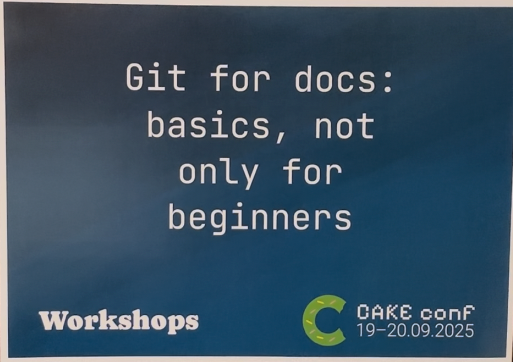 Git for docs:
basics, not
only for
beginners
Workshops
CAKE conf
19–20.09.2025